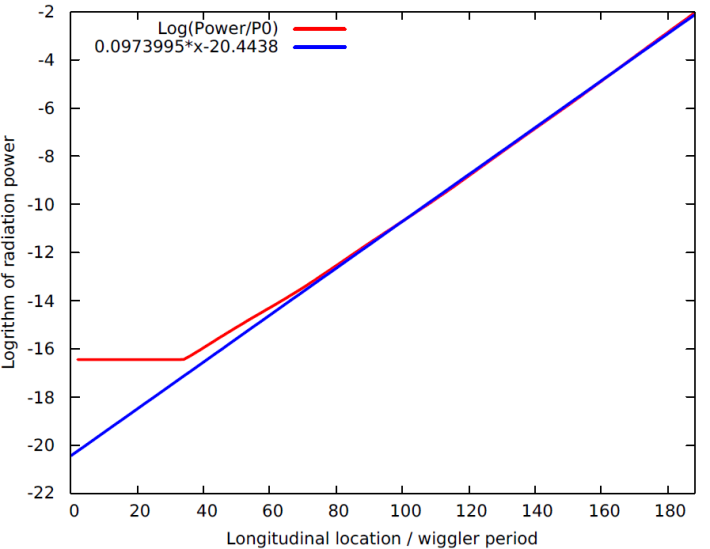 Log(Power/P0)
0.0973995*x-20.4438
-2
-4
-6
-8
-10
-12
-14
-16
-18
-20
-22
Logrithm of radiation power
0 20 40 60 80 100 120 140 160 180
Longitudinal location / wiggler period